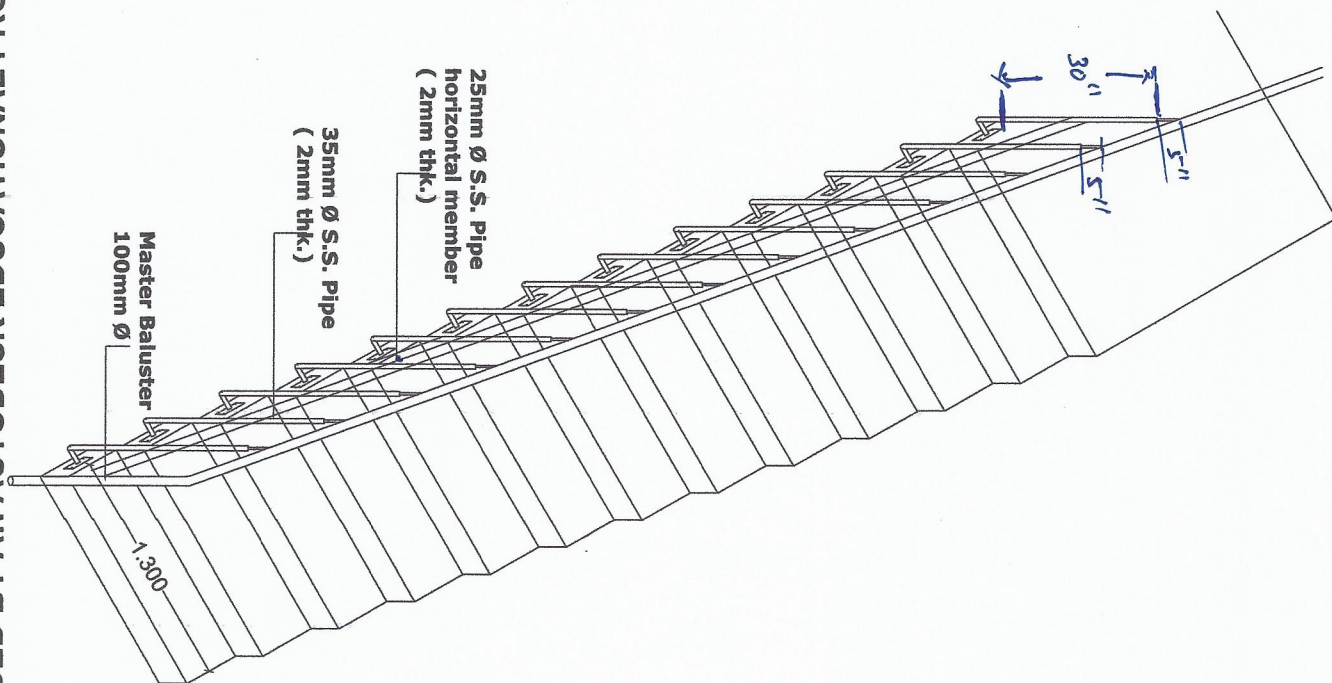 30"
5"
5"
25mm Ø S.S. Pipe
horizontal member
( 2mm thk.)
35mm Ø S.S. Pipe
( 2mm thk.)
Master Baluster
100mm Ø
1.300